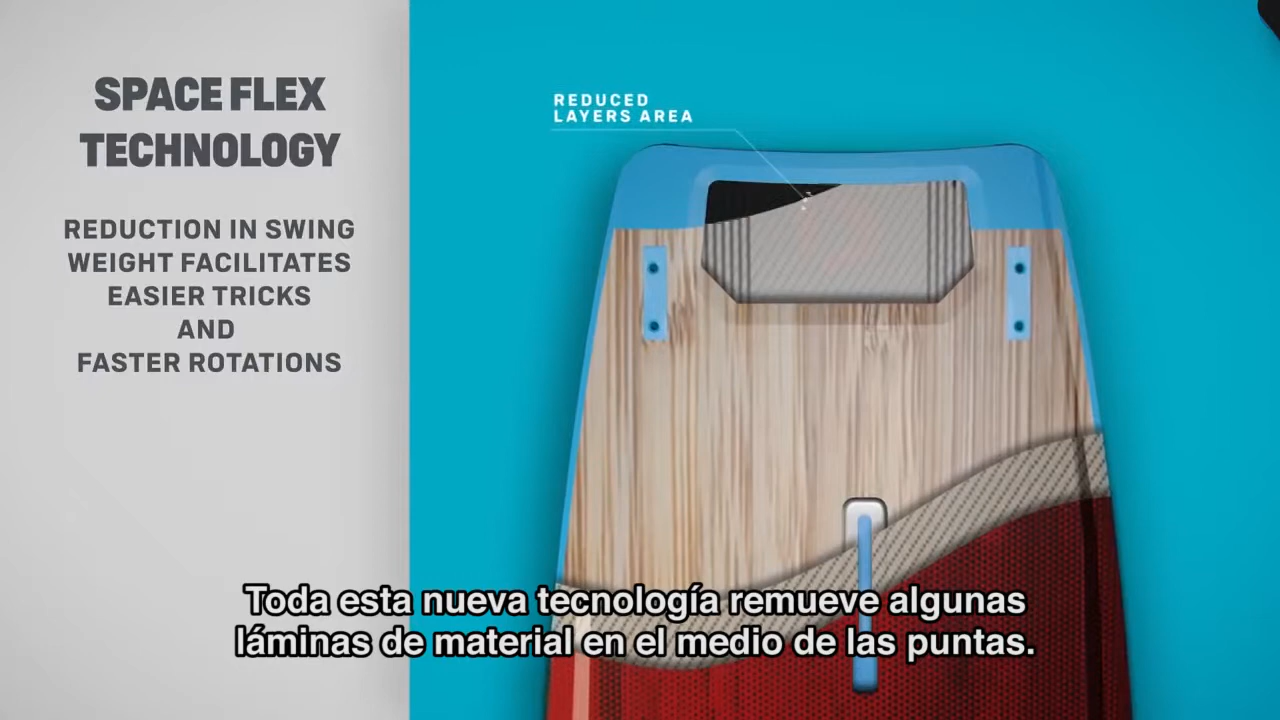 SPACE FLEX
TECHNOLOGY
REDUCTION IN SWING
WEIGHT FACILITATES
EASIER TRICKS
AND
FASTER ROTATIONS
REDUCED
LAYERS AREA
Toda esta nueva tecnología remueve algunas
láminas de material en el medio de las puntas.